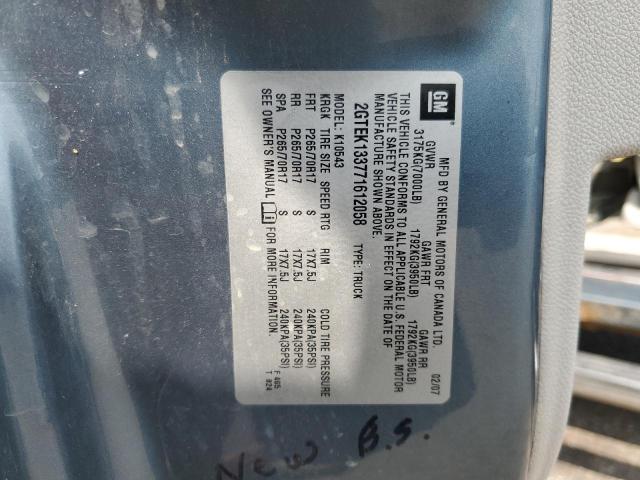 GM
MFD BY GENERAL MOTORS OF CANADA LTD. 02/07
GVWR GAWR FRT GAWR RR
3175KG(7000LB) 1792KG(3950LB) 1792KG(3950LB)
THIS VEHICLE CONFORMS TO ALL APPLICABLE U.S. FEDERAL MOTOR
VEHICLE SAFETY STANDARDS IN EFFECT ON THE DATE OF
MANUFACTURE SHOWN ABOVE.
2GTEK133771612058 TYPE: TRUCK
MODEL: K10543
KRGK TIRE SIZE SPEED RTG RIM COLD TIRE PRESSURE
FRT P265/70R17 S 17X7.5J 240KPA(35PSI)
RR P265/70R17 S 17X7.5J 240KPA(35PSI)
SPA P265/70R17 S 17X7.5J 240KPA(35PSI)
SEE OWNER'S MANUAL FOR MORE INFORMATION.
F 405
T 824
NEW B.S.